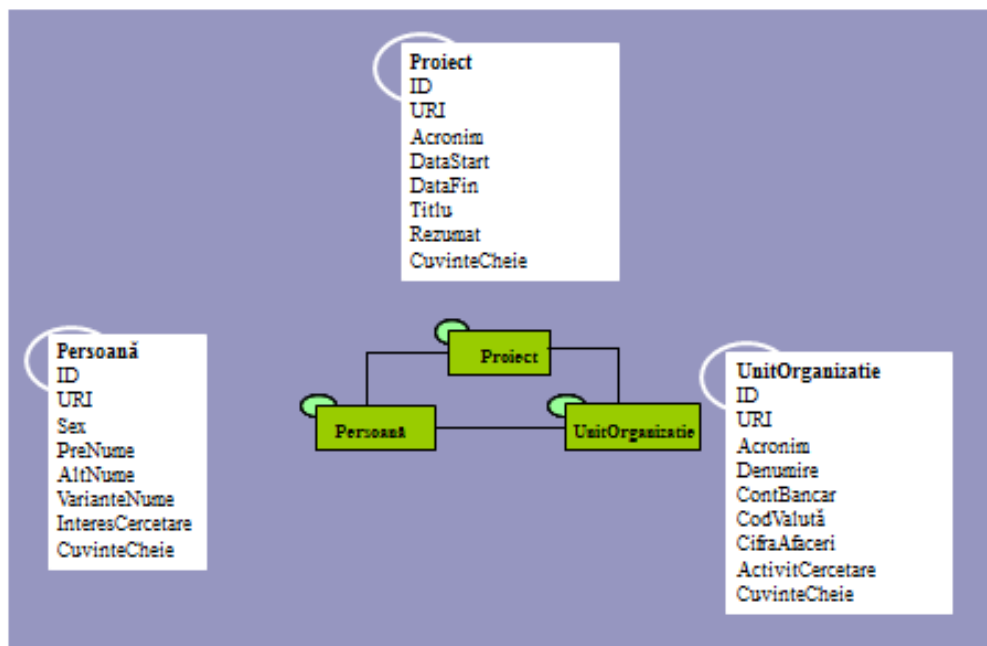 Proiect
ID
URI
Acronim
DataStart
DataFin
Titlu
Rezumat
CuvinteCheie
Persoană
ID
URI
Sex
PreNume
AltNume
VarianteNume
InteresCercetare
CuvinteCheie
Proiect
Persoană
UnitOrganizatie
UnitOrganizatie
ID
URI
Acronim
Denumire
ContBancar
CodValută
CifraAfaceri
ActivitCercetare
CuvinteCheie